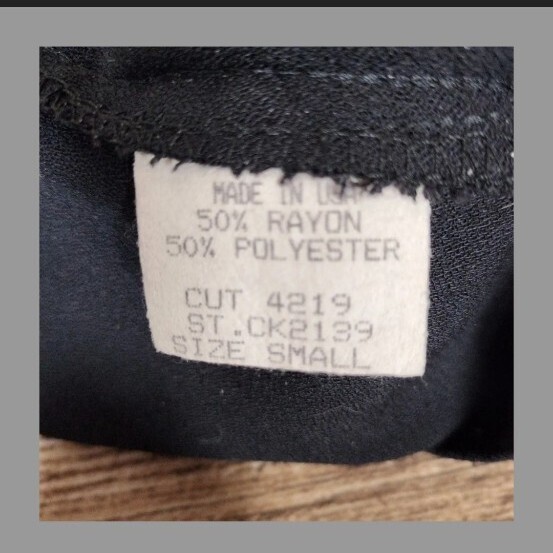 MADE IN USA
50% RAYON
50% POLYESTER
CUT 4219
ST.CK2139
SIZE SMALL